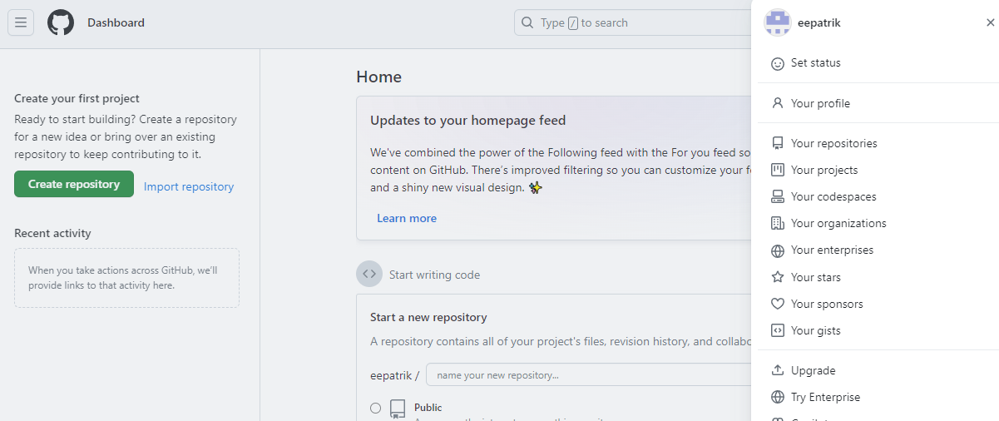 Dashboard
Type / to search
eepatrik
Create your first project
Ready to start building? Create a repository
for a new idea or bring over an existing
repository to keep contributing to it.
Create repository
Import repository
Recent activity
When you take actions across GitHub, we'll
provide links to that activity here.
Home
Updates to your homepage feed
We've combined the power of the Following feed with the For you feed so
content on GitHub. There's improved filtering so you can customize your
and a shiny new visual design. ✨
Learn more
Start writing code
Start a new repository
A repository contains all of your project's files, revision history, and
eepatrik /
name your new repository...
Public
Set status
Your profile
Your repositories
Your projects
Your codespaces
Your organizations
Your enterprises
Your stars
Your sponsors
Your gists
Upgrade
Try Enterprise